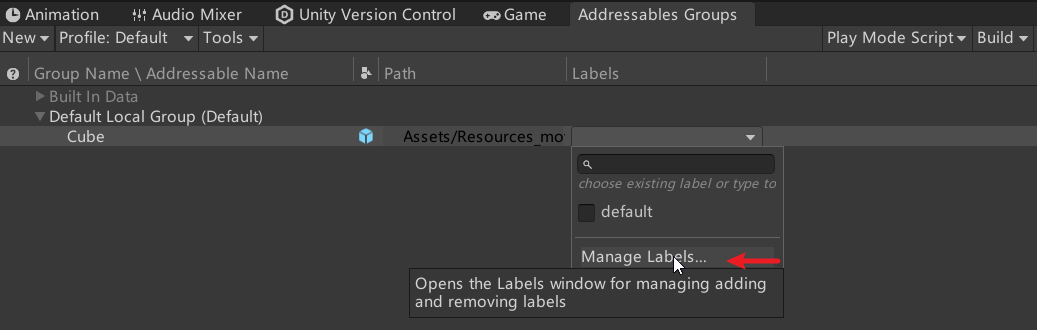 Animation Audio Mixer Unity Version Control Game Addressables Groups
New Profile: Default Tools Play Mode Script Build
Group Name \ Addressable Name Path Labels
Built In Data
Default Local Group (Default)
Cube Assets/Resources_mo
choose existing label or type to
default
Manage Labels...
Opens the Labels window for managing adding
and removing labels